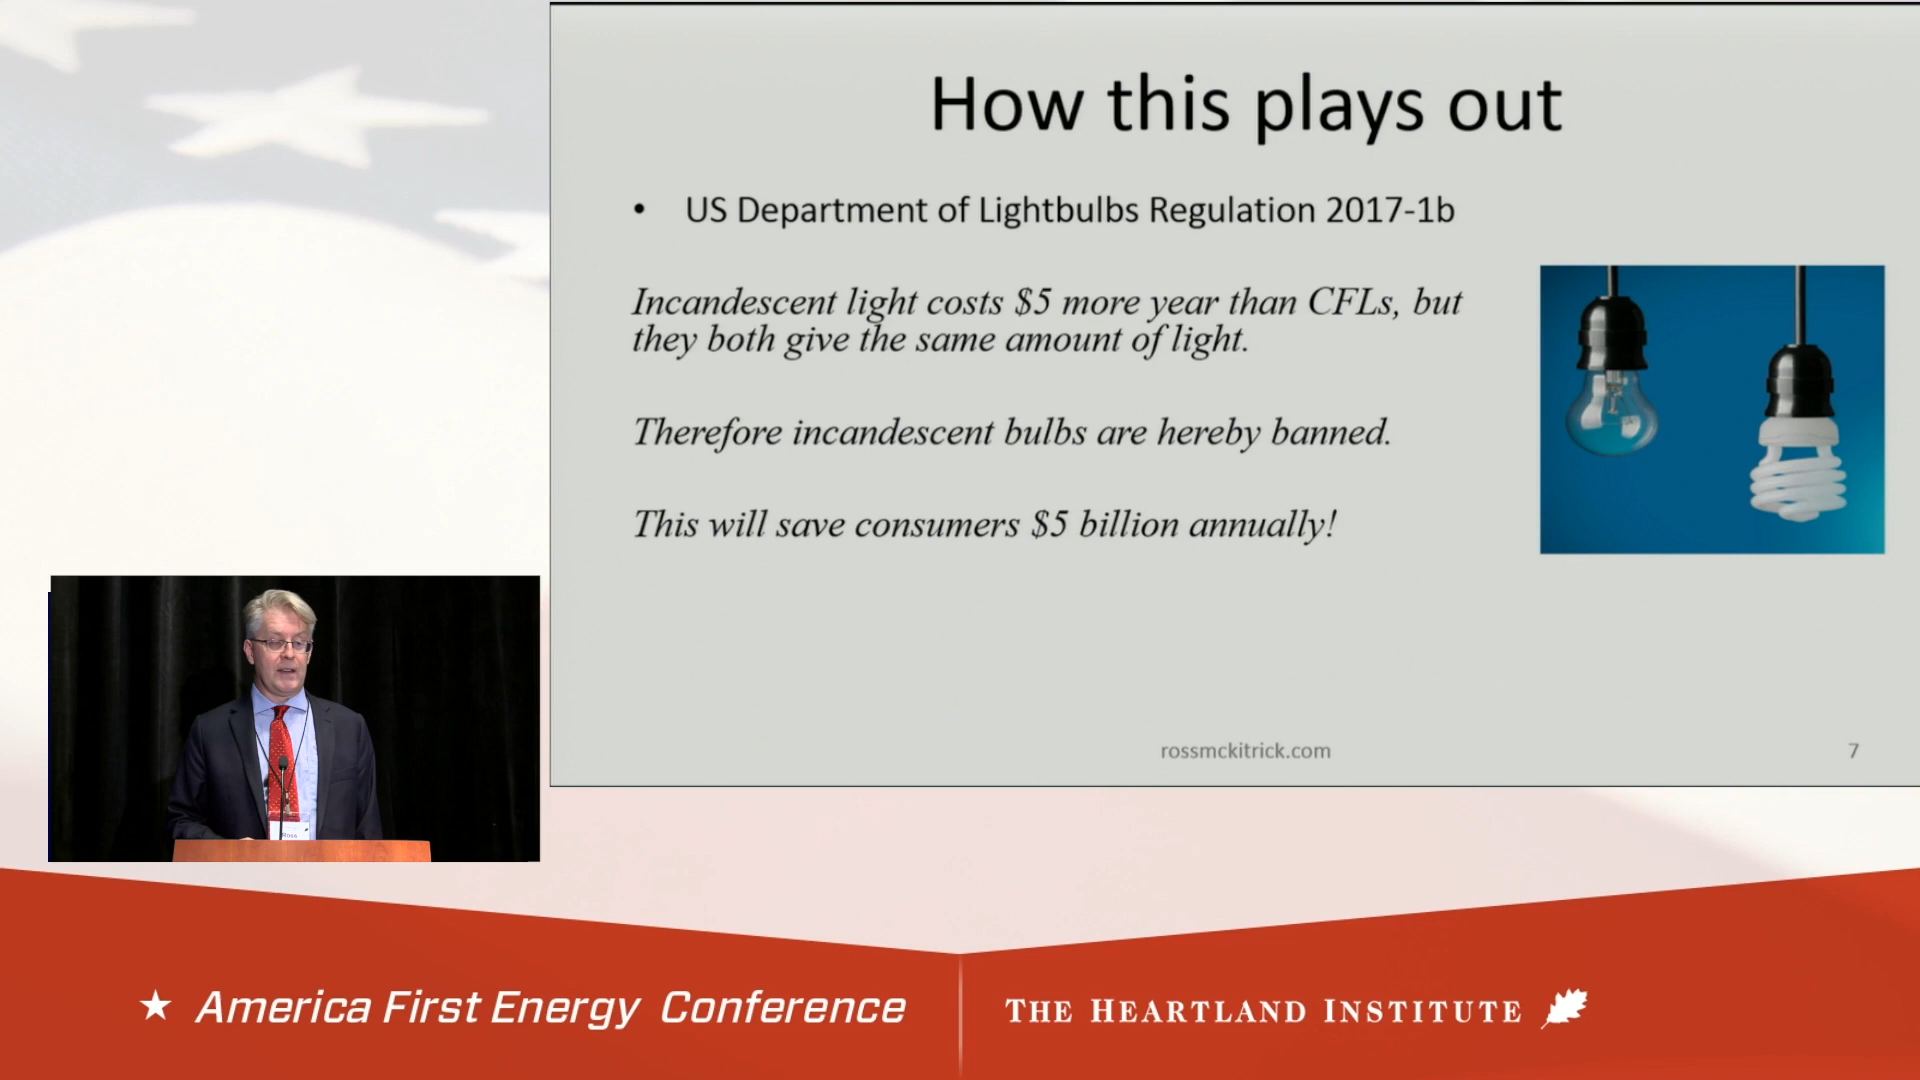 How this plays out
• US Department of Lightbulbs Regulation 2017-1b
Incandescent light costs $5 more year than CFLs, but
they both give the same amount of light.
Therefore incandescent bulbs are hereby banned.
This will save consumers $5 billion annually!
rossmckitrick.com
7
Ross
America First Energy Conference
THE HEARTLAND INSTITUTE